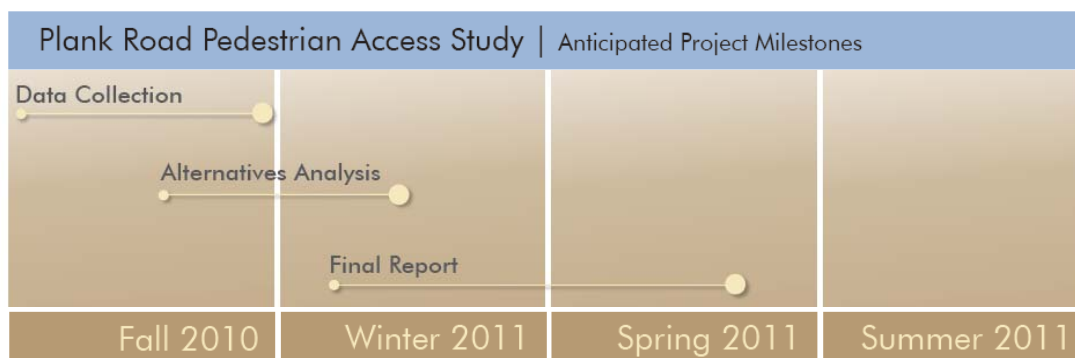 Plank Road Pedestrian Access Study | Anticipated Project Milestones
Data Collection
Alternatives Analysis
Final Report
Fall 2010
Winter 2011
Spring 2011
Summer 2011